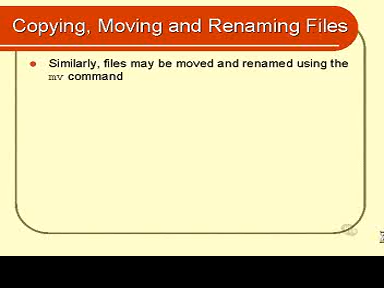 Copying, Moving and Renaming Files
Similarly, files may be moved and renamed using the
mv command